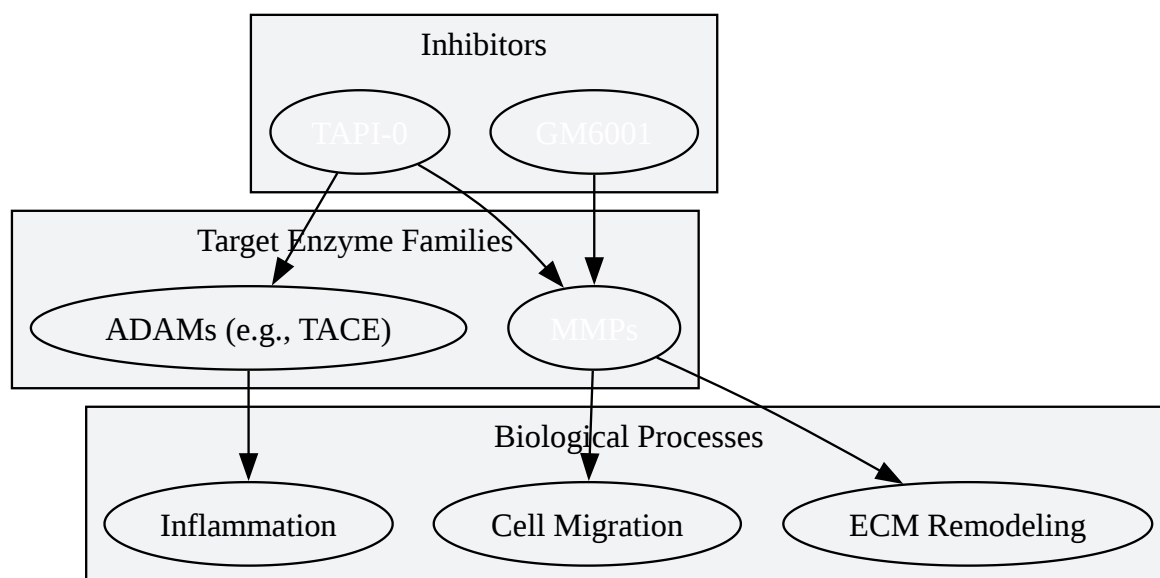 Inhibitors
TAPI-0
GM6001
Target Enzyme Families
ADAMs (e.g., TACE)
MMPs
Biological Processes
Inflammation
Cell Migration
ECM Remodeling